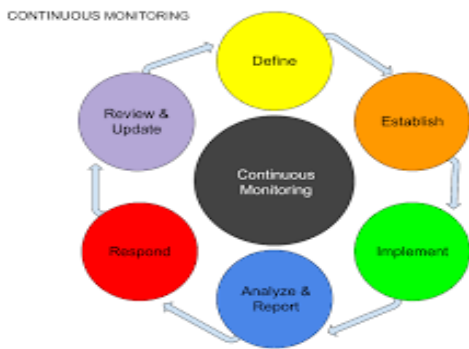 CONTINUOUS MONITORING
Define
Establish
Implement
Analyze &
Report
Respond
Review &
Update
Continuous
Monitoring